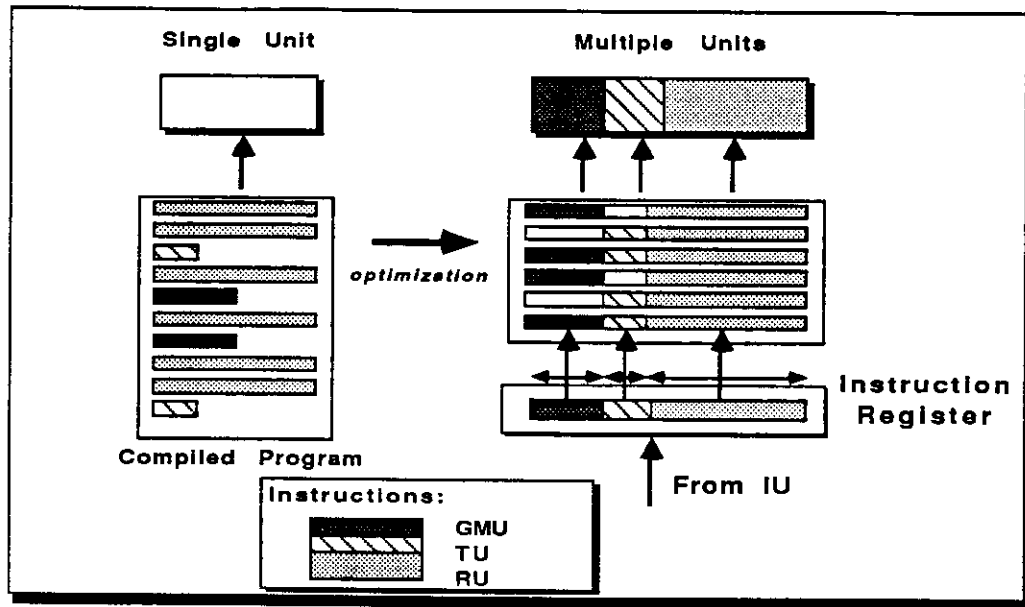 Single Unit
Multiple Units
optimization
Instruction
Register
Compiled Program
From IU
Instructions:
GMU
TU
RU